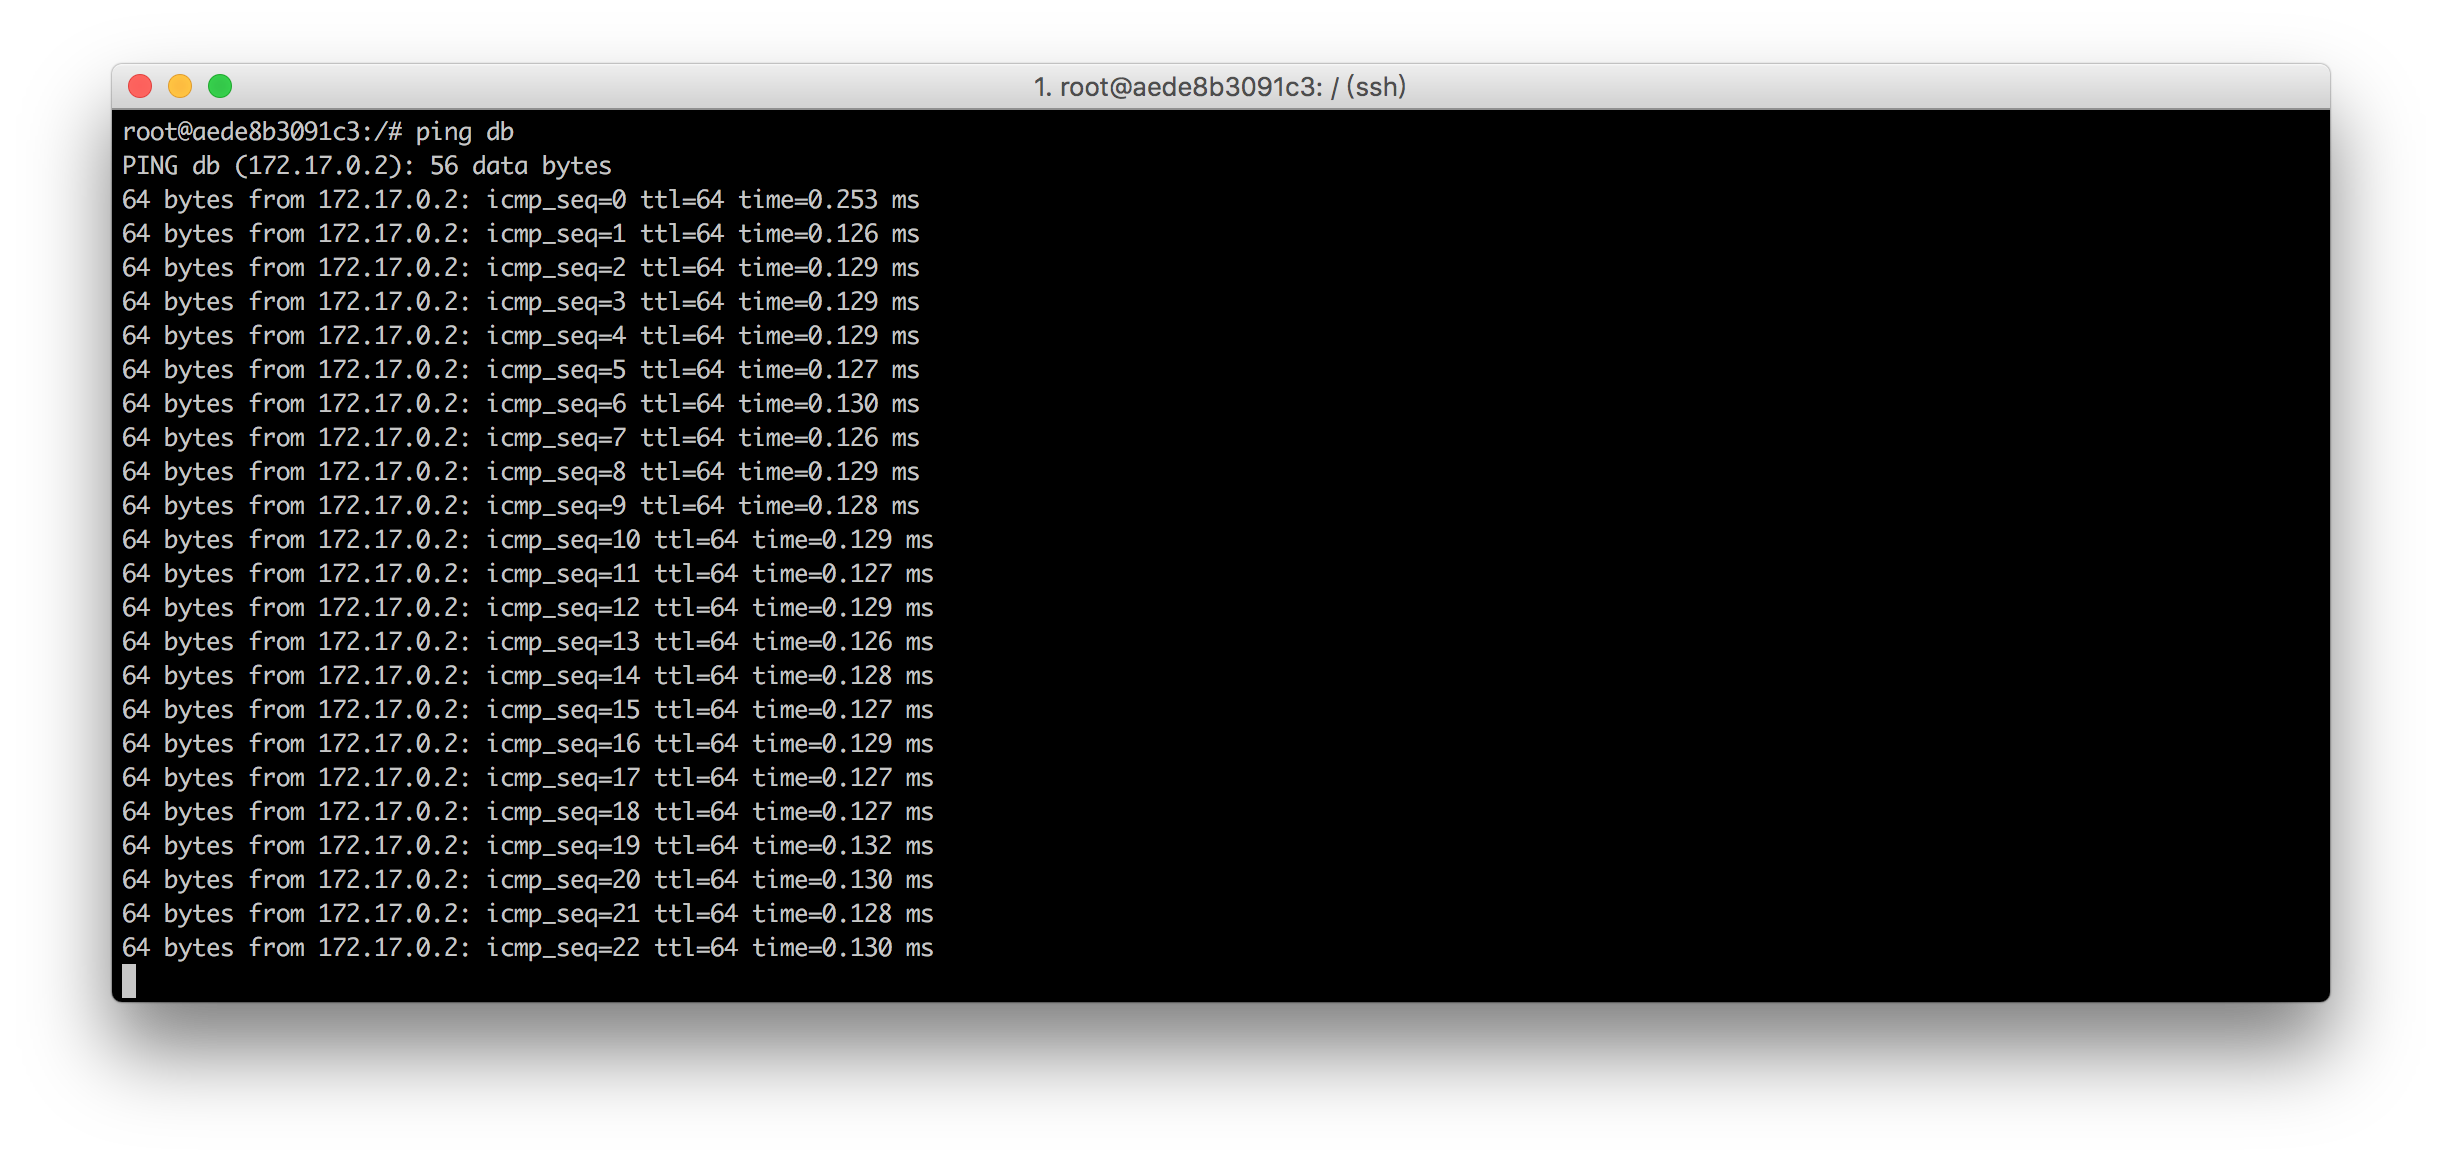 1. root@aede8b3091c3: / (ssh)
root@aede8b3091c3:/# ping db
PING db (172.17.0.2): 56 data bytes
64 bytes from 172.17.0.2: icmp_seq=0 ttl=64 time=0.253 ms
64 bytes from 172.17.0.2: icmp_seq=1 ttl=64 time=0.126 ms
64 bytes from 172.17.0.2: icmp_seq=2 ttl=64 time=0.129 ms
64 bytes from 172.17.0.2: icmp_seq=3 ttl=64 time=0.129 ms
64 bytes from 172.17.0.2: icmp_seq=4 ttl=64 time=0.129 ms
64 bytes from 172.17.0.2: icmp_seq=5 ttl=64 time=0.127 ms
64 bytes from 172.17.0.2: icmp_seq=6 ttl=64 time=0.130 ms
64 bytes from 172.17.0.2: icmp_seq=7 ttl=64 time=0.126 ms
64 bytes from 172.17.0.2: icmp_seq=8 ttl=64 time=0.129 ms
64 bytes from 172.17.0.2: icmp_seq=9 ttl=64 time=0.128 ms
64 bytes from 172.17.0.2: icmp_seq=10 ttl=64 time=0.129 ms
64 bytes from 172.17.0.2: icmp_seq=11 ttl=64 time=0.127 ms
64 bytes from 172.17.0.2: icmp_seq=12 ttl=64 time=0.129 ms
64 bytes from 172.17.0.2: icmp_seq=13 ttl=64 time=0.126 ms
64 bytes from 172.17.0.2: icmp_seq=14 ttl=64 time=0.128 ms
64 bytes from 172.17.0.2: icmp_seq=15 ttl=64 time=0.127 ms
64 bytes from 172.17.0.2: icmp_seq=16 ttl=64 time=0.129 ms
64 bytes from 172.17.0.2: icmp_seq=17 ttl=64 time=0.127 ms
64 bytes from 172.17.0.2: icmp_seq=18 ttl=64 time=0.127 ms
64 bytes from 172.17.0.2: icmp_seq=19 ttl=64 time=0.132 ms
64 bytes from 172.17.0.2: icmp_seq=20 ttl=64 time=0.130 ms
64 bytes from 172.17.0.2: icmp_seq=21 ttl=64 time=0.128 ms
64 bytes from 172.17.0.2: icmp_seq=22 ttl=64 time=0.130 ms